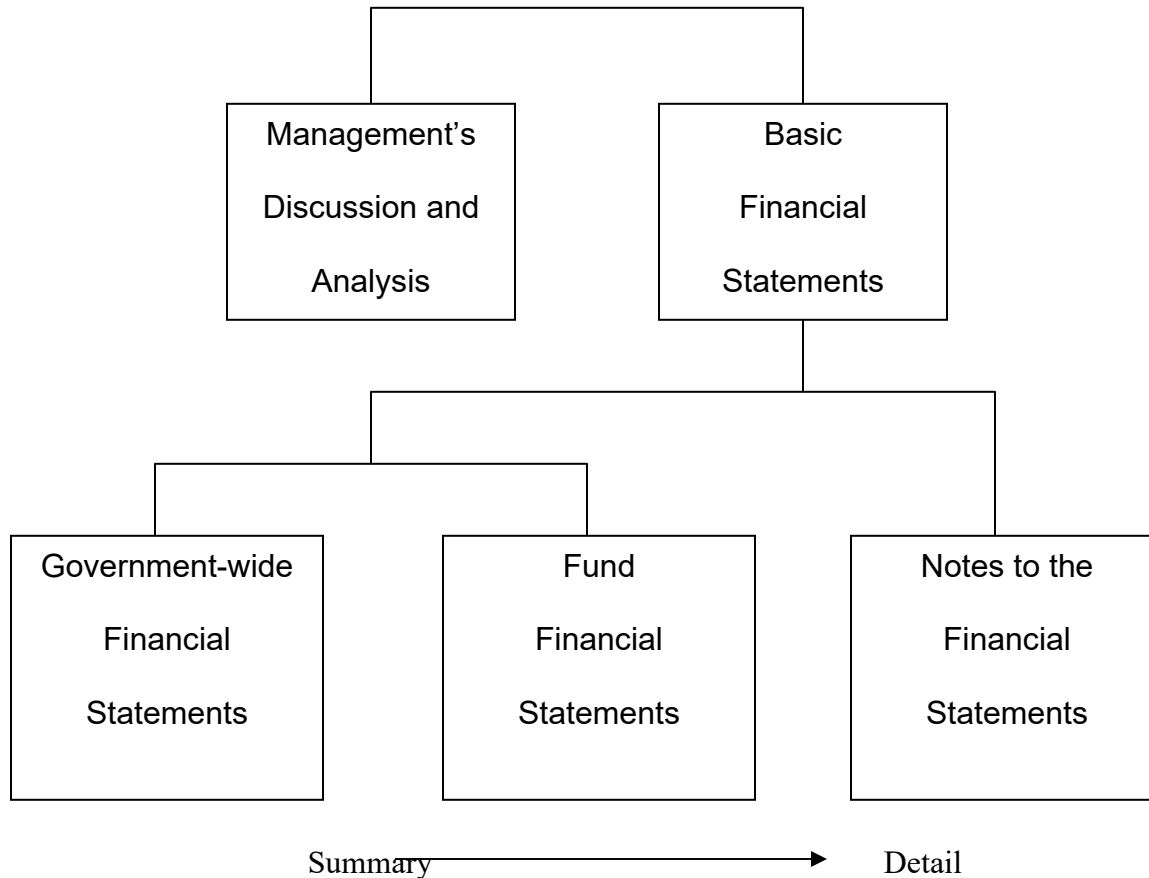 Management’s
Discussion and
Analysis
Basic
Financial
Statements
Government-wide
Financial
Statements
Fund
Financial
Statements
Notes to the
Financial
Statements
Summary
Detail